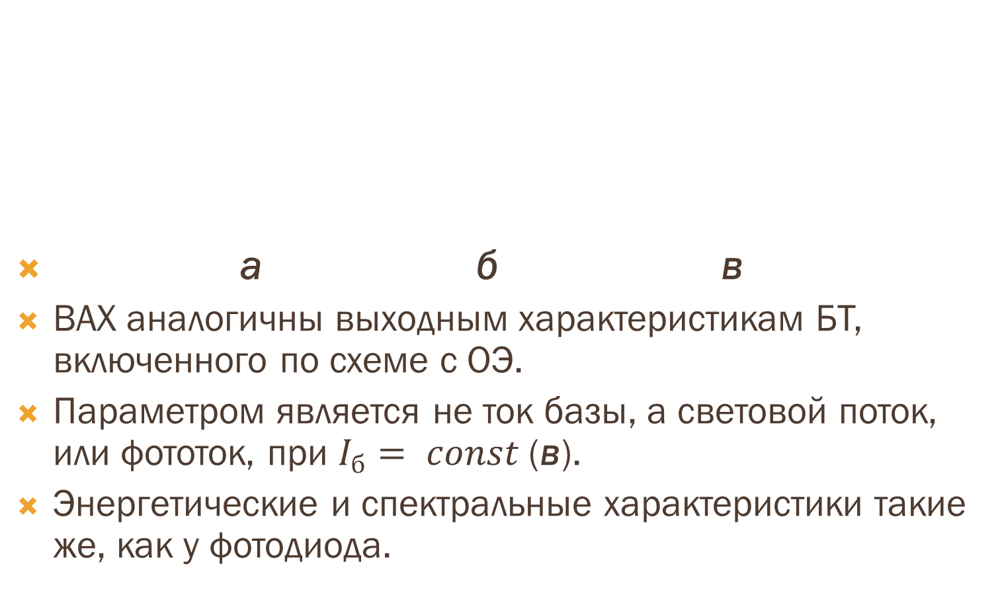 а б в
ВАХ аналогичны выходным характеристикам БТ,
включенного по схеме с ОЭ.
Параметром является не ток базы, а световой поток,
или фототок, при Iб = const (в).
Энергетические и спектральные характеристики такие
же, как у фотодиода.